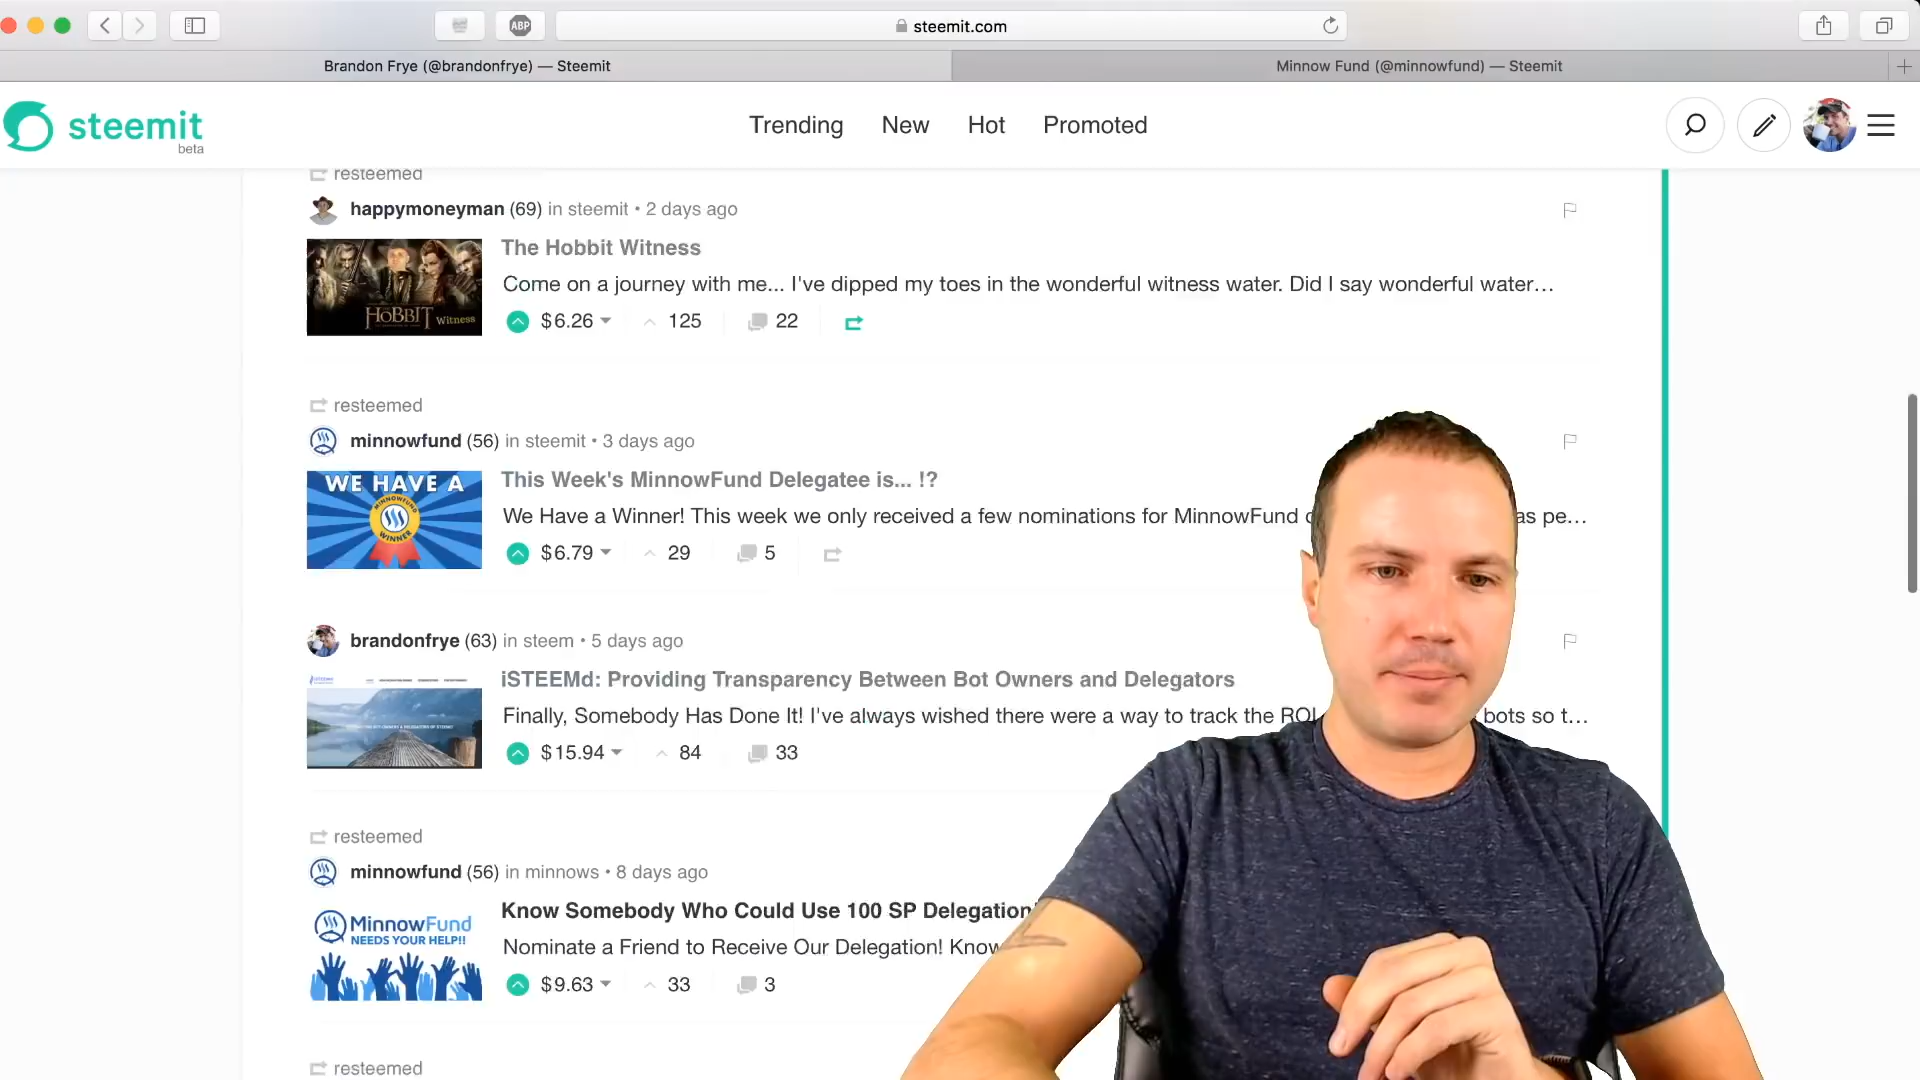 ABP
steemit.com
Brandon Frye (@brandonfrye) — Steemit
Minnow Fund (@minnowfund) — Steemit
steemit
beta
Trending
New
Hot
Promoted
resteemed
happymoneyman (69) in steemit • 2 days ago
The Hobbit Witness
Come on a journey with me... I've dipped my toes in the wonderful witness water. Did I say wonderful water…
THE HOBBIT Witness
$6.26
125
22
resteemed
minnowfund (56) in steemit • 3 days ago
WE HAVE A
MINNOWFUND
WINNER
This Week's MinnowFund Delegatee is... !?
We Have a Winner! This week we only received a few nominations for MinnowFund as pe…
$6.79
29
5
brandonfrye (63) in steem • 5 days ago
iSTEEMd: Providing Transparency Between Bot Owners and Delegators
Finally, Somebody Has Done It! I've always wished there were a way to track the ROI bots so t…
$15.94
84
33
resteemed
minnowfund (56) in minnows • 8 days ago
MinnowFund
NEEDS YOUR HELP!!
Know Somebody Who Could Use 100 SP Delegation
Nominate a Friend to Receive Our Delegation! Know
$9.63
33
3
resteemed